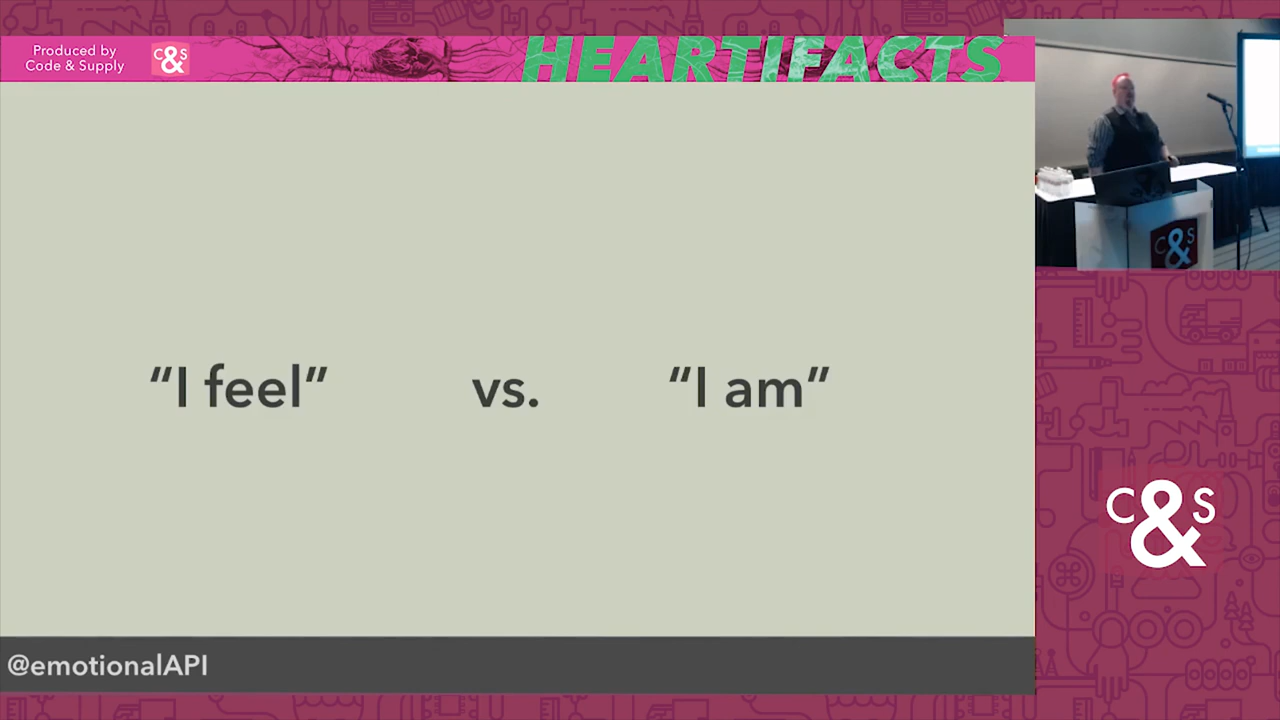 Produced by
Code & Supply
C&S
HEARTIFACTS
“I feel” vs. “I am”
@emotionalAPI
C&S
C&S